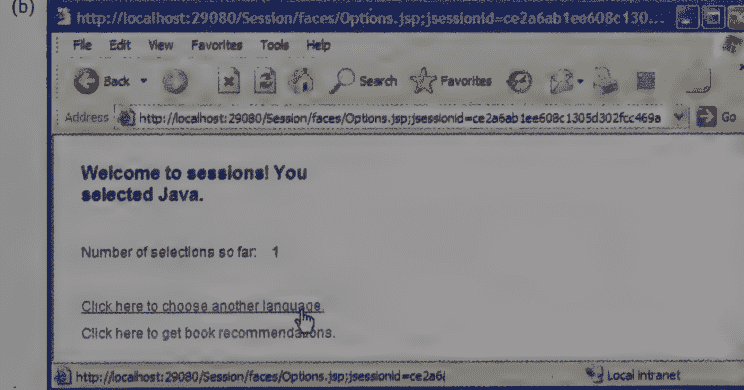 (b)
http://localhost:29080/Session/faces/Options.jsp;jsessionid=ce2a6ab1ee608c130...
File Edit View Favorites Tools Help
Back Search Favorites
Address http://localhost:29080/Session/faces/Options.jsp;jsessionid=ce2a6ab1ee608c1305d302fcc469a Go
Welcome to sessions! You
selected Java.
Number of selections so far: 1
Click here to choose another language.
Click here to get book recommendations.
http://localhost:29080/Session/faces/Options.jsp;jsessionid=ce2a6 Local intranet